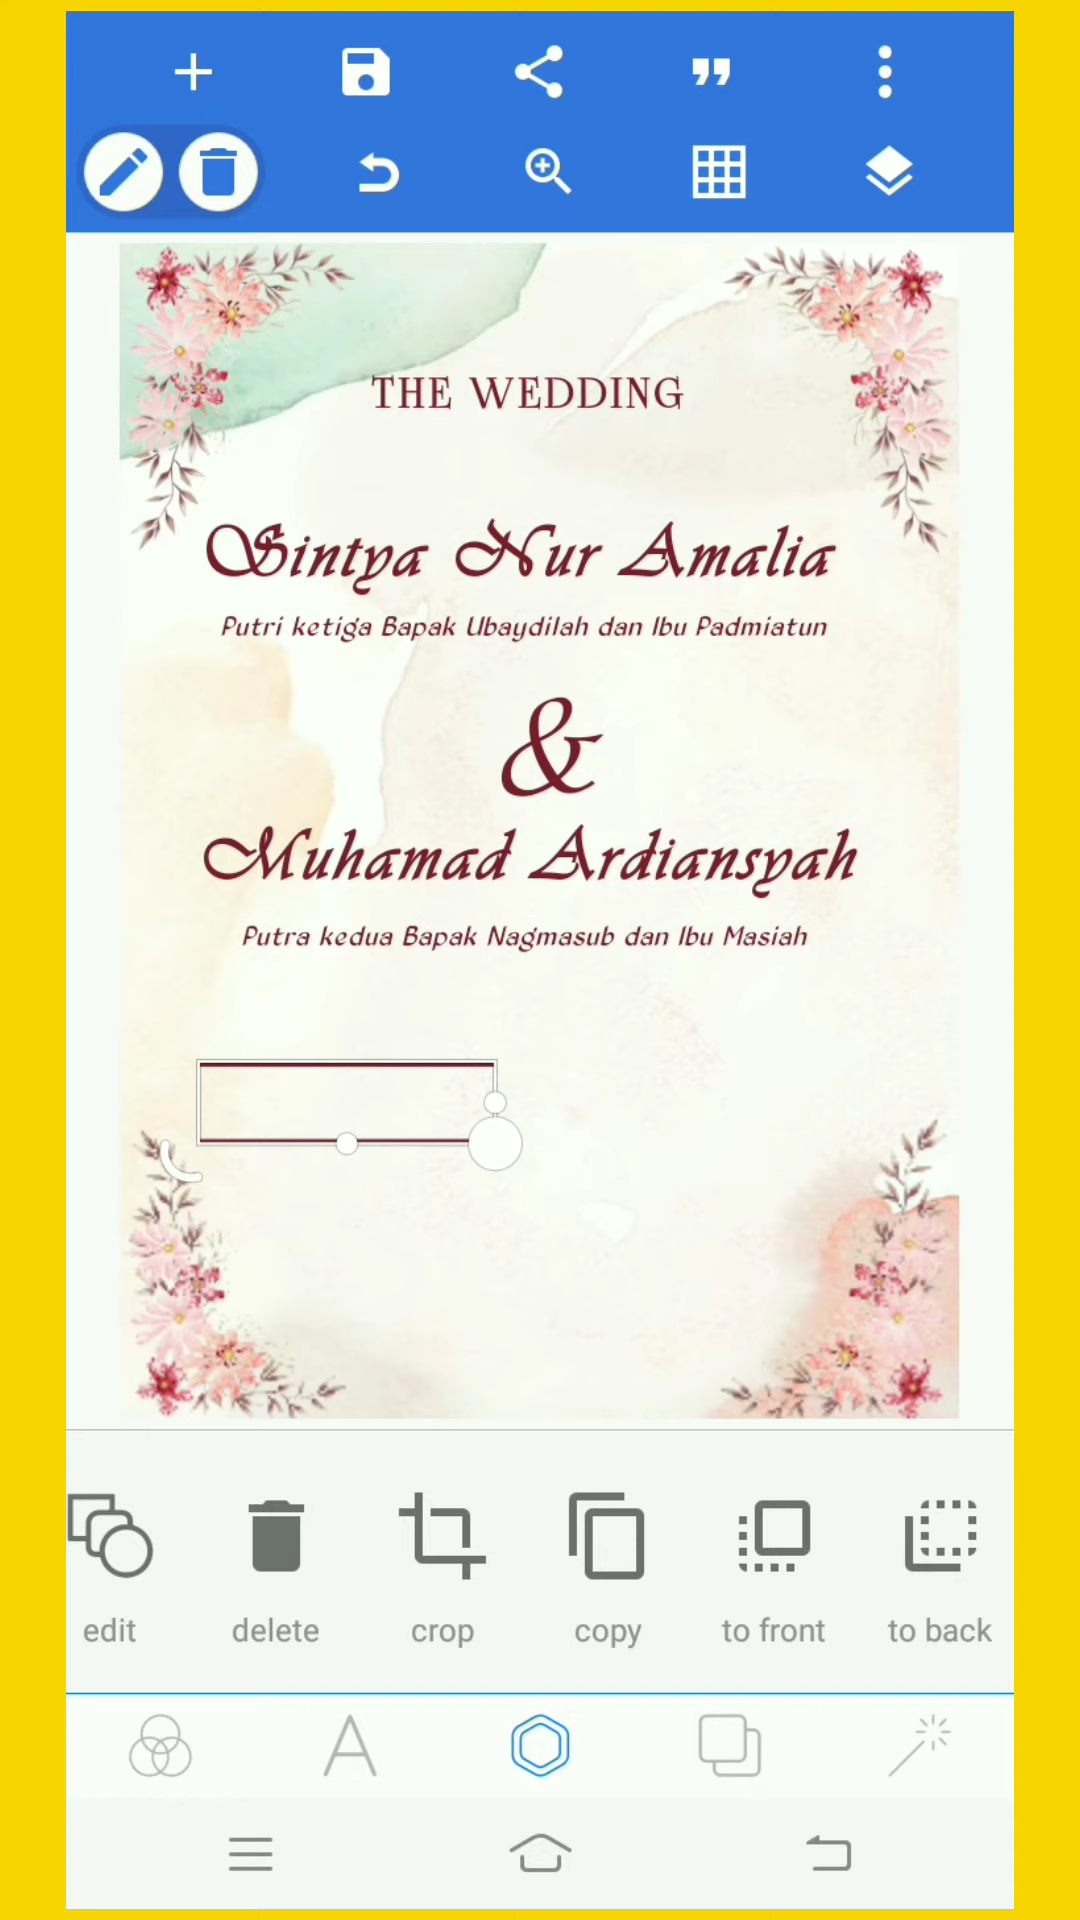 THE WEDDING
Sintya Nur Amalia
Putri ketiga Bapak Ubaydilah dan Ibu Padmiatun
&
Muhamad Ardiansyah
Putra kedua Bapak Nagmasub dan Ibu Masiah
edit
delete
crop
copy
to front
to back